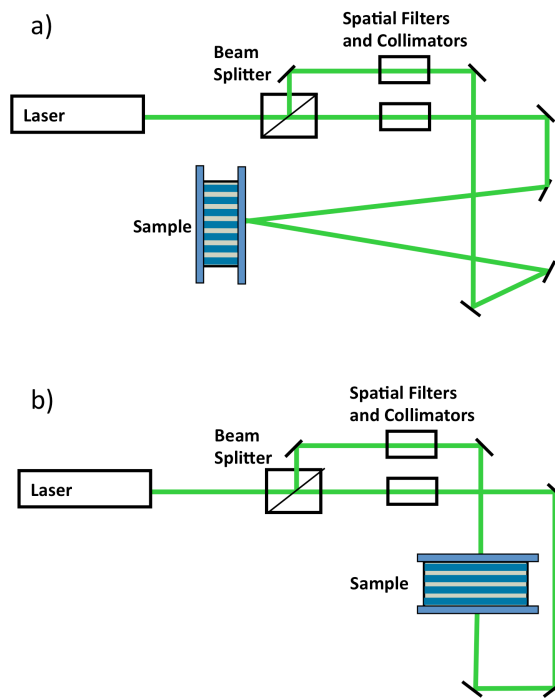 a)
Spatial Filters
and Collimators
Beam
Splitter
Laser
Sample
b)
Spatial Filters
and Collimators
Beam
Splitter
Laser
Sample